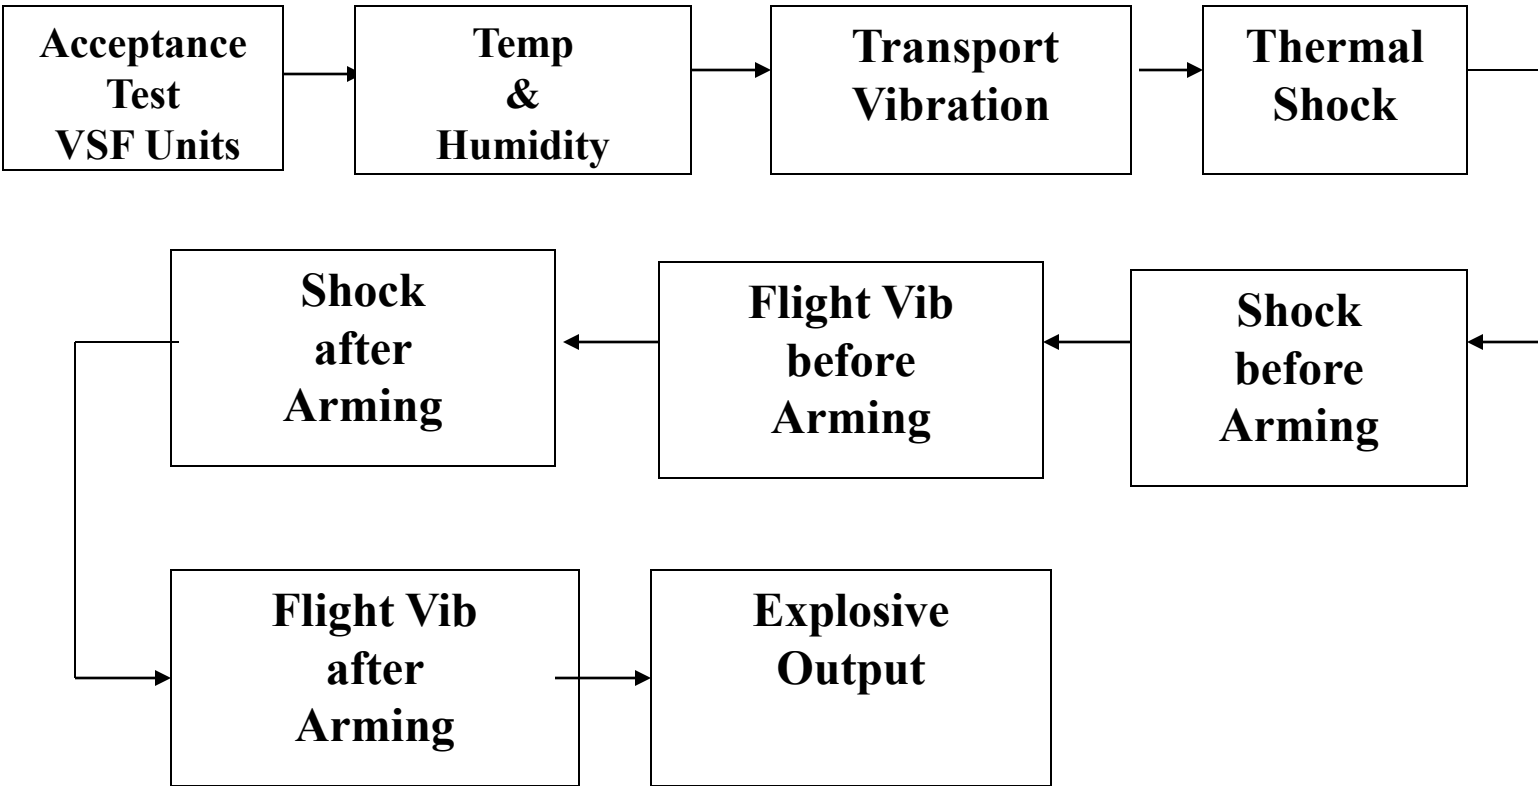 Acceptance
Test
VSF Units
Temp
&
Humidity
Transport
Vibration
Thermal
Shock
Shock
before
Arming
Flight Vib
before
Arming
Shock
after
Arming
Flight Vib
after
Arming
Explosive
Output